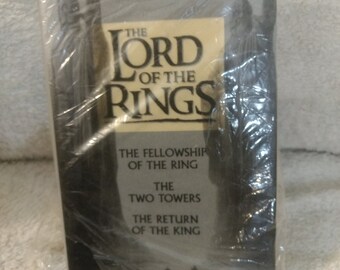 THE
LORD
OF THE
RINGS
THE FELLOWSHIP
OF THE RING
THE
TWO TOWERS
THE RETURN
OF THE KING